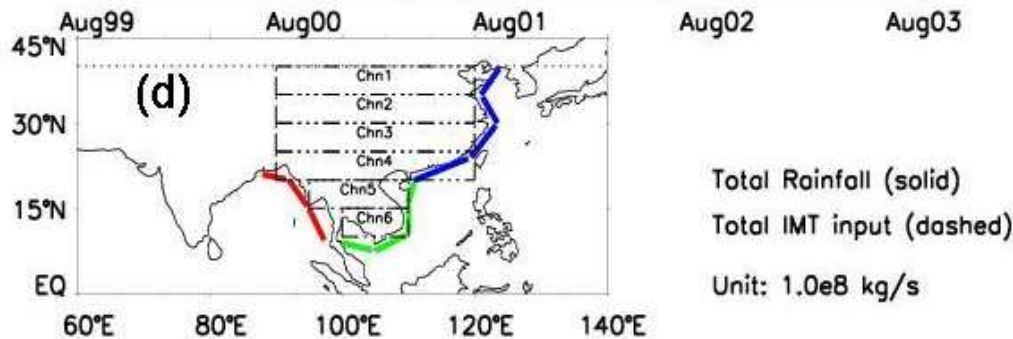 Aug99 Aug00 Aug01 Aug02 Aug03
45°N
(d)
Chn1
Chn2
30°N
Chn3
Chn4
Chn5
15°N
Chn6
EQ
60°E 80°E 100°E 120°E 140°E
Total Rainfall (solid)
Total IMT input (dashed)
Unit: 1.0e8 kg/s